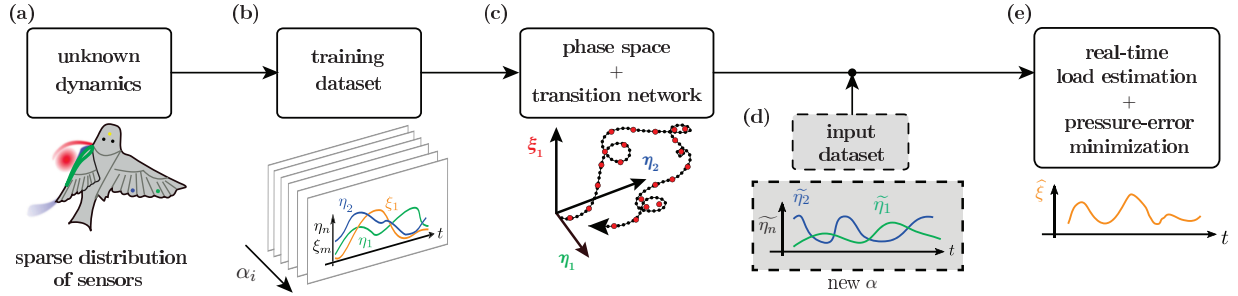 (a)
unknown
dynamics
sparse distribution
of sensors
(b)
training
dataset
η₂
ξ₁
ηₙ
ξₘ
η₁
t
αᵢ
(c)
phase space
+
transition network
ξ₁
η₂
η₁
(d)
input
dataset
η̃₂
η̃₁
η̃ₙ
t
new α
(e)
real-time
load estimation
+
pressure-error
minimization
ξ̂
t